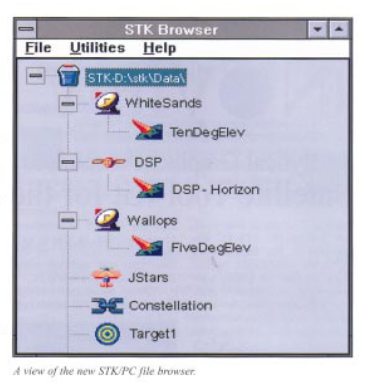 STK Browser
File Utilities Help
STK-D:\stk\Data\
WhiteSands
TenDegElev
DSP
DSP - Horizon
Wallops
FiveDegElev
JStars
Constellation
Target1
A view of the new STK/PC file browser.